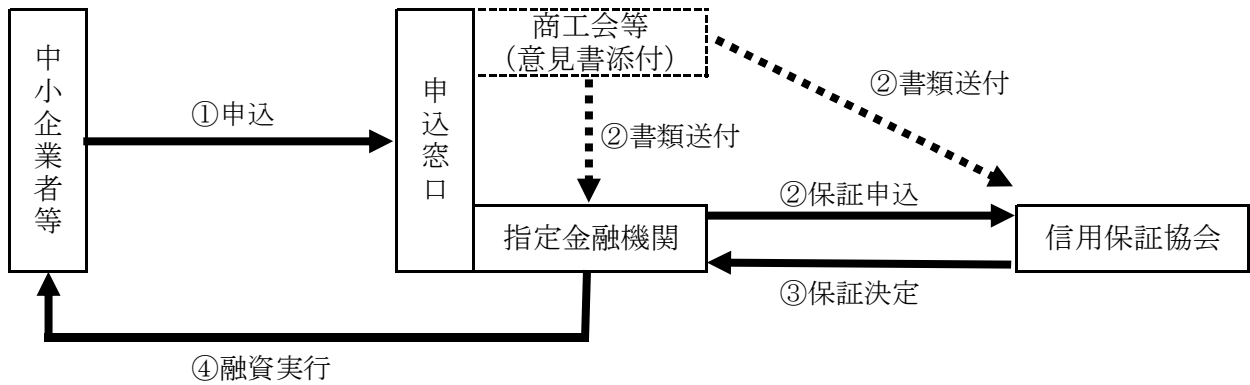 中小企業者等
①申込
申込窓口
商工会等
(意見書添付)
②書類送付
②書類送付
指定金融機関
②保証申込
③保証決定
信用保証協会
④融資実行